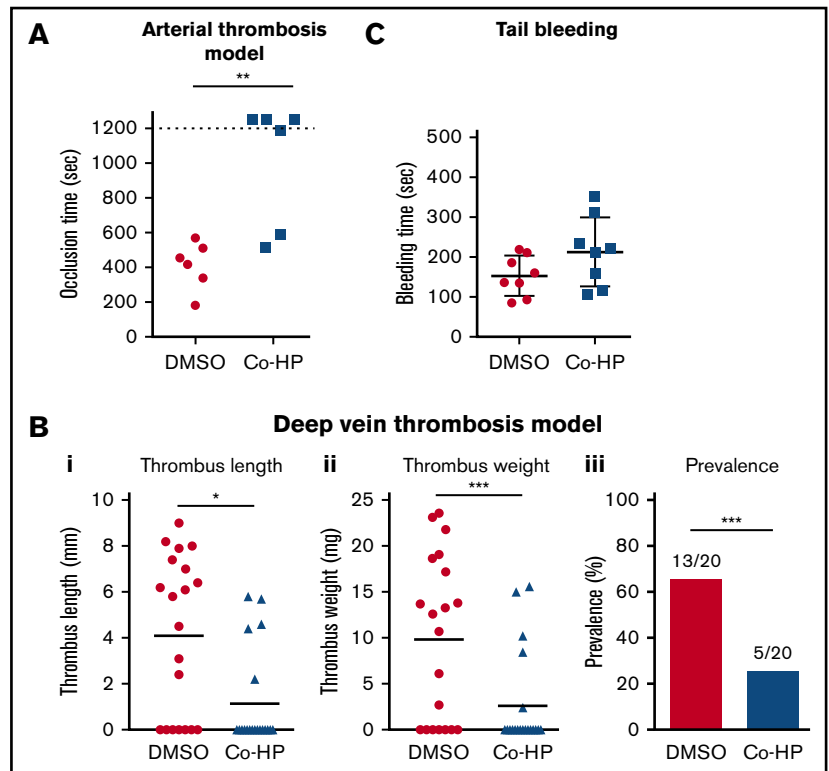 A
Arterial thrombosis
model
**
Occlusion time (sec)
1200
1000
800
600
400
200
0
DMSO
Co-HP
C
Tail bleeding
Bleeding time (sec)
500
400
300
200
100
0
DMSO
Co-HP
B
Deep vein thrombosis model
i
Thrombus length
*
Thrombus length (mm)
10
8
6
4
2
0
DMSO
Co-HP
ii
Thrombus weight
***
Thrombus weight (mg)
25
20
15
10
5
0
DMSO
Co-HP
iii
Prevalence
***
Prevalence (%)
100
80
60
40
20
0
13/20
5/20
DMSO
Co-HP